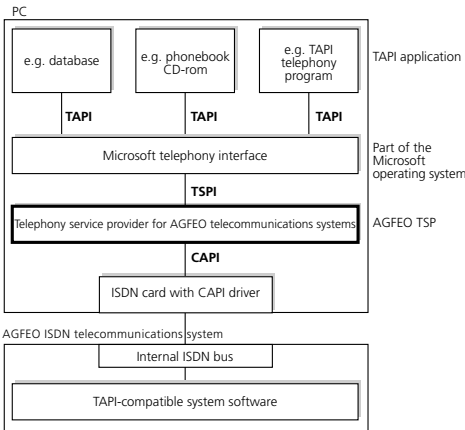 PC
e.g. database
e.g. phonebook
CD-rom
e.g. TAPI
telephony
program
TAPI application
TAPI
TAPI
TAPI
Microsoft telephony interface
Part of the
Microsoft
operating system
TSPI
Telephony service provider for AGFEO telecommunications systems
AGFEO TSP
CAPI
ISDN card with CAPI driver
AGFEO ISDN telecommunications system
Internal ISDN bus
TAPI-compatible system software